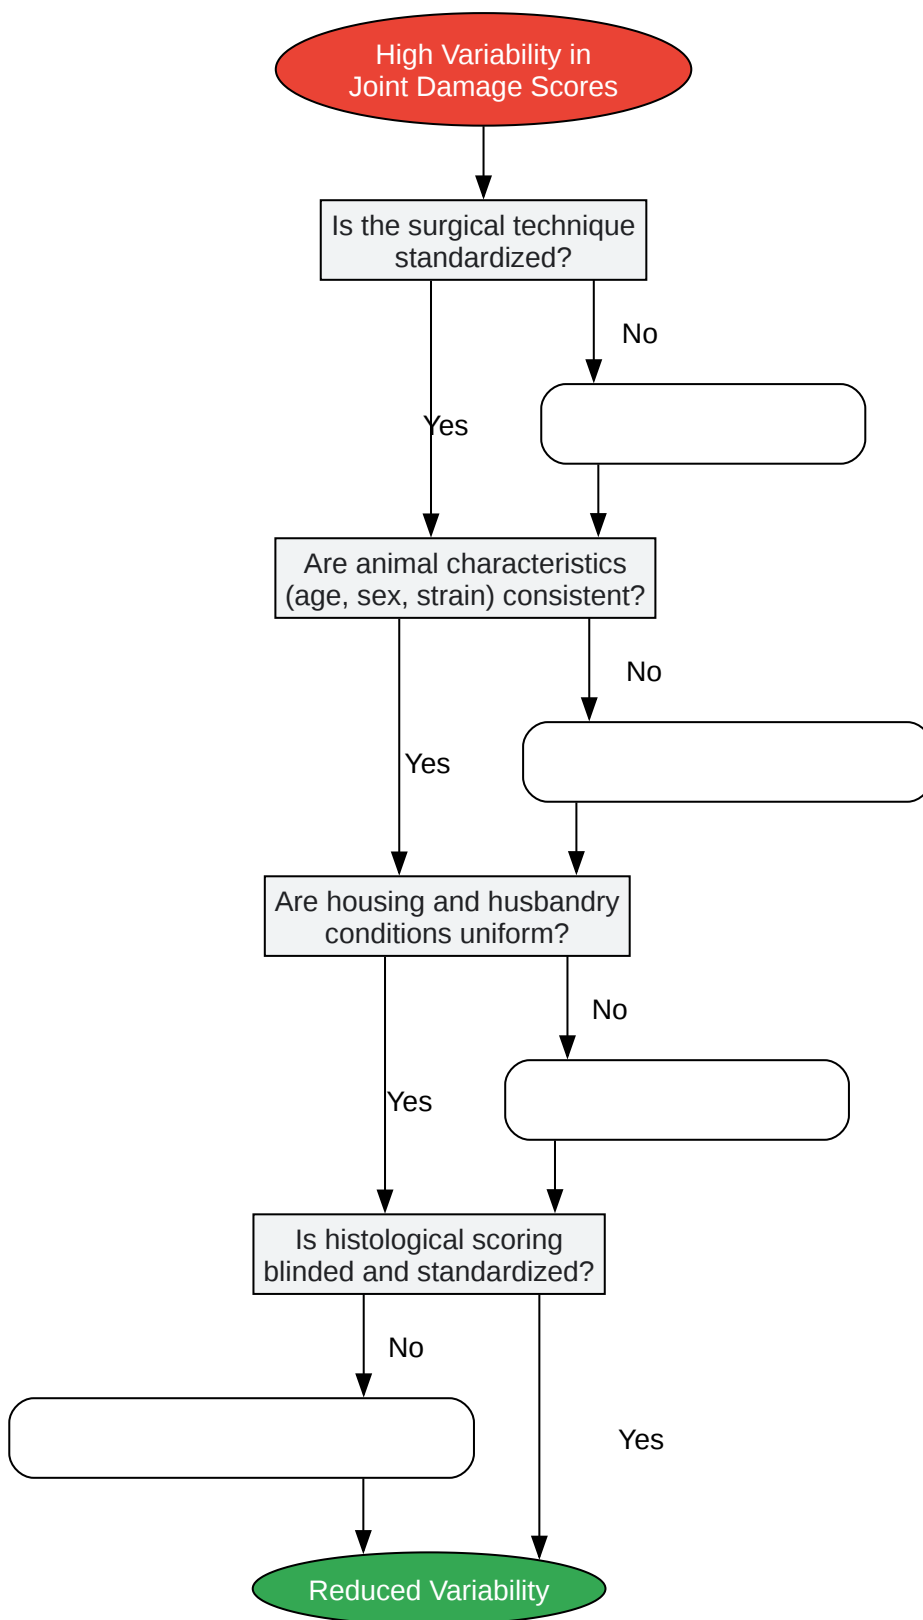 High Variability in
Joint Damage Scores
Is the surgical technique
standardized?
No
Yes
Are animal characteristics
(age, sex, strain) consistent?
No
Yes
Are housing and husbandry
conditions uniform?
No
Yes
Is histological scoring
blinded and standardized?
No
Yes
Reduced Variability